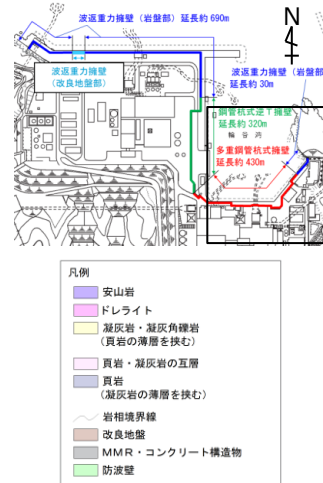 波返重力擁壁（岩盤部）延長約690m
N
波返重力擁壁
（改良地盤部）
波返重力擁壁（岩盤部
延長約30m
鋼管杭式逆T擁壁
延長約320m
輪谷湾
多重鋼管杭式擁壁
延長約430m
凡例
安山岩
ドレライト
凝灰岩・凝灰角礫岩
(頁岩の薄層を挟む)
頁岩・凝灰岩の互層
頁岩
(凝灰岩の薄層を挟む)
岩相境界線
改良地盤
MMR・コンクリート構造物
防波壁